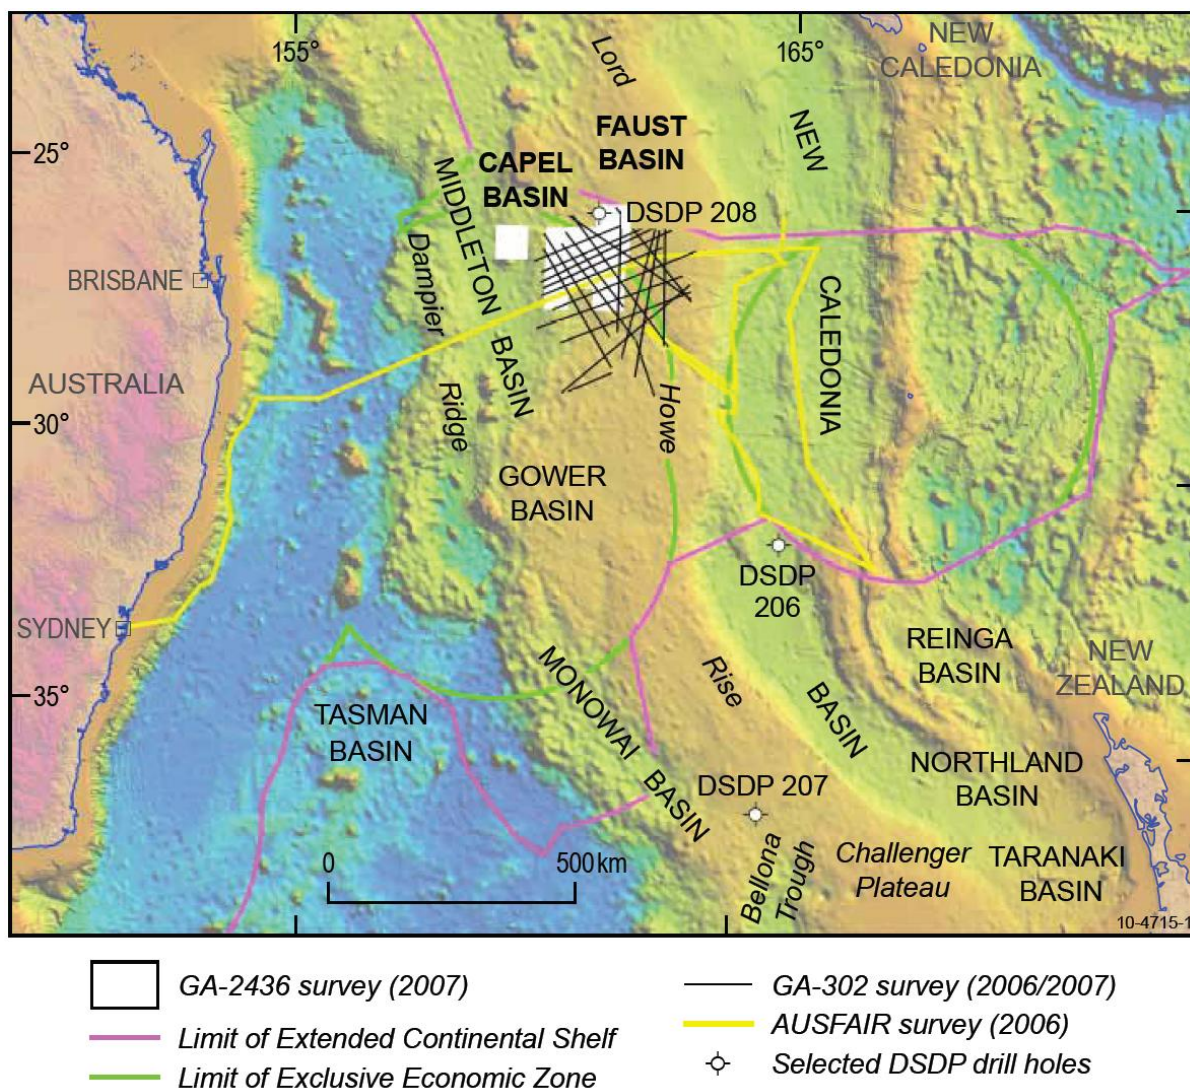 155°
165°
NEW
CALEDONIA
Lord
FAUST
BASIN
NEW
25°
CAPEL
BASIN
MIDDLETON BASIN
DSDP 208
Dampier
Ridge
BRISBANE
CALEDONIA
AUSTRALIA
Howe
30°
GOWER
BASIN
DSDP
206
SYDNEY
REINGA
BASIN
NEW
ZEALAND
MONOWAI BASIN
Rise
BASIN
35°
TASMAN
BASIN
NORTHLAND
BASIN
DSDP 207
0 500 km
Bellona
Trough
Challenger
Plateau
TARANAKI
BASIN
10-4715-1
GA-2436 survey (2007)
Limit of Extended Continental Shelf
Limit of Exclusive Economic Zone
GA-302 survey (2006/2007)
AUSFAIR survey (2006)
Selected DSDP drill holes